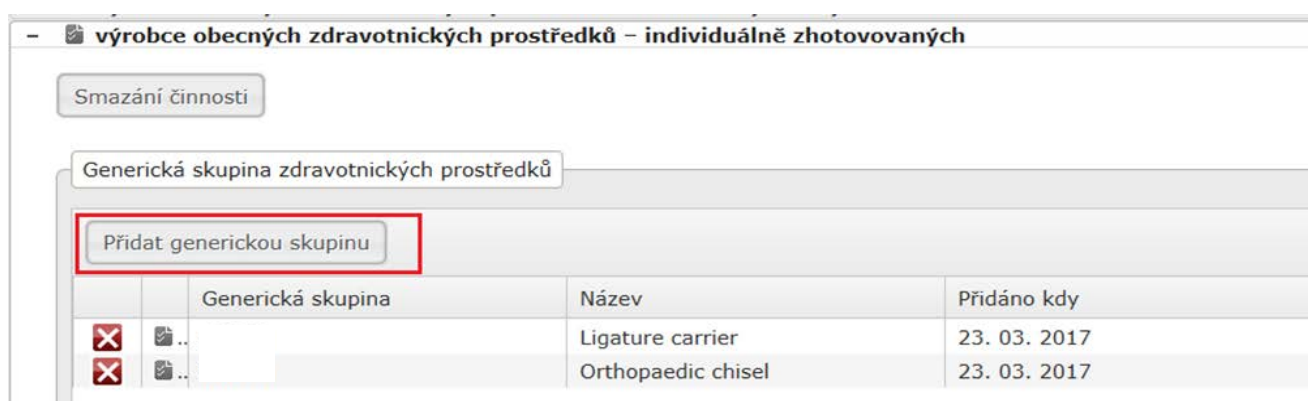 – výrobce obecných zdravotnických prostředků – individuálně zhotovovaných
Smazání činnosti
Generická skupina zdravotnických prostředků
Přidat generickou skupinu
Generická skupina Název Přidáno kdy
.. Ligature carrier 23. 03. 2017
.. Orthopaedic chisel 23. 03. 2017